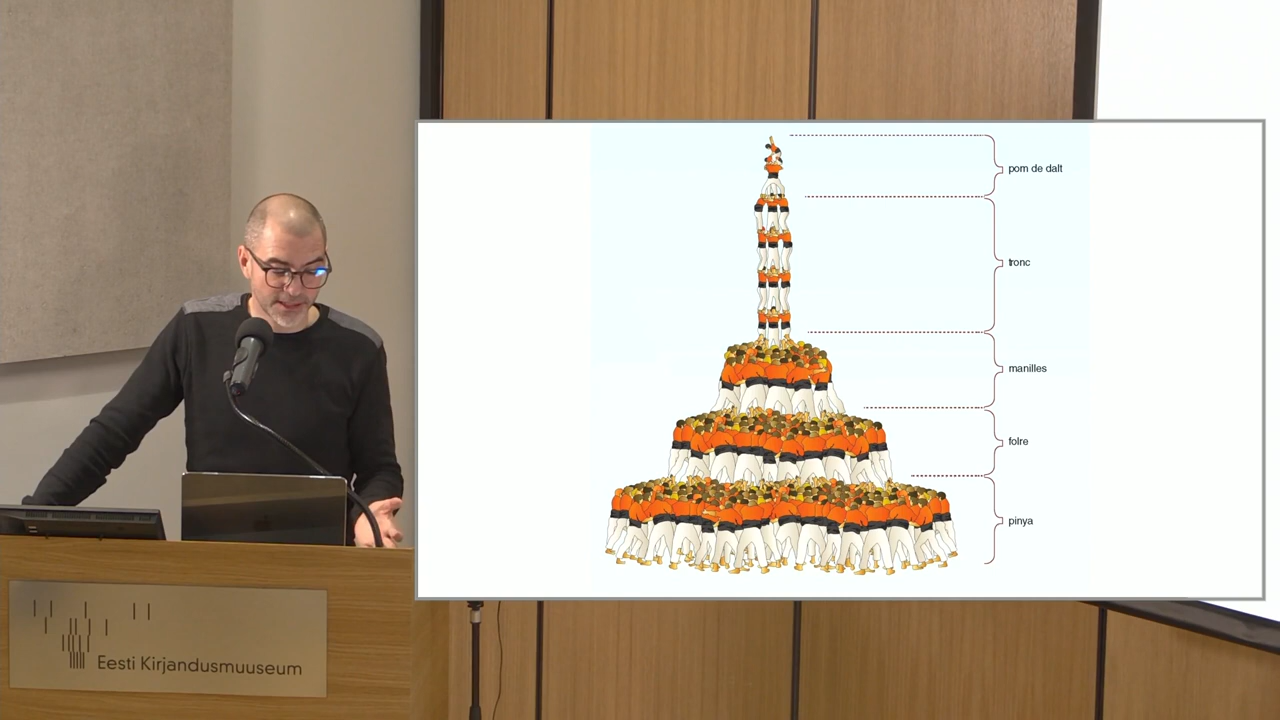 pom de dalt
tronc
manilles
folre
pinya
Eesti Kirjandusmuuseum